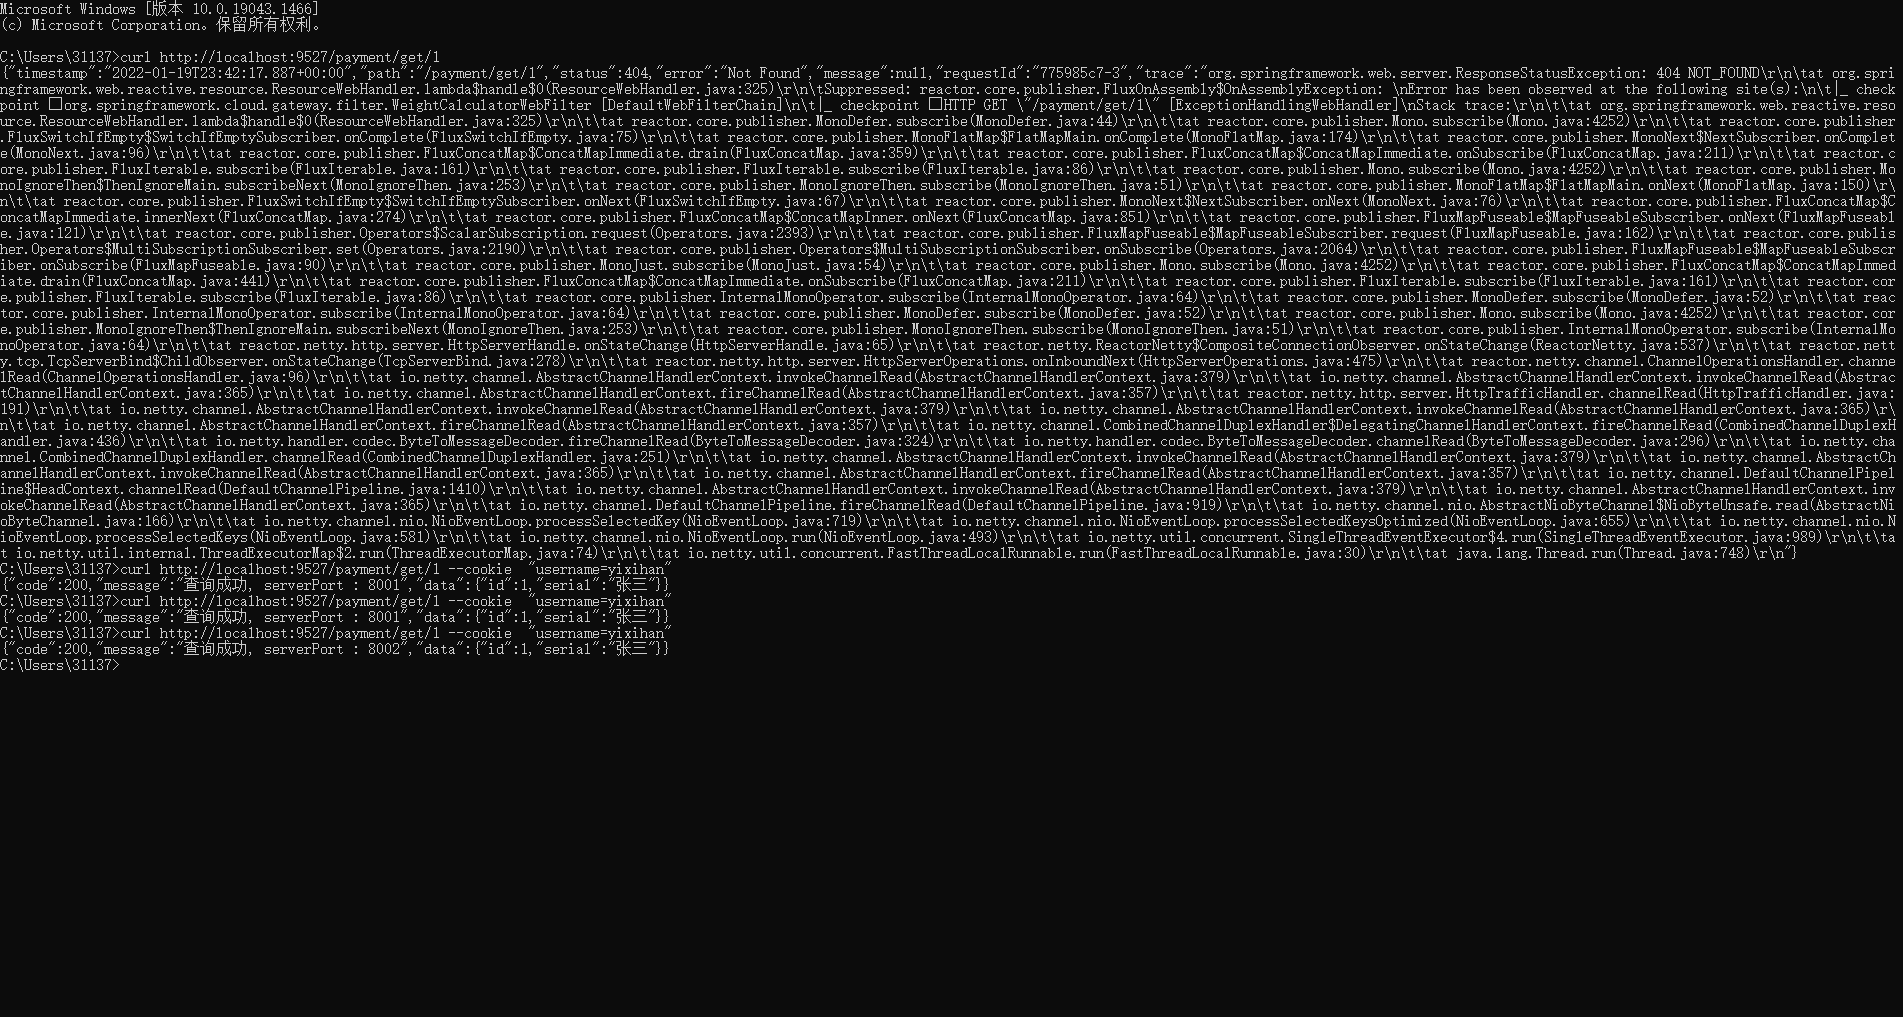 Microsoft Windows [版本 10.0.19043.1466]
(c) Microsoft Corporation。保留所有权利。
C:\Users\31137>curl http://localhost:9527/payment/get/1
{"timestamp":"2022-01-19T23:42:17.887+00:00","path":"/payment/get/1","status":404,"error":"Not Found","message":null,"requestId":"775985c7-3","trace":"org.springframework.web.server.ResponseStatusException: 404 NOT_FOUND\r\n\tat org.spri
ngframework.web.reactive.resource.ResourceWebHandler.lambda$handle$0(ResourceWebHandler.java:325)\r\n\tSuppressed: reactor.core.publisher.FluxOnAssembly$OnAssemblyException: \nError has been observed at the following site(s):\n\t|_ check
point □org.springframework.cloud.gateway.filter.WeightCalculatorWebFilter [DefaultWebFilterChain]\n\t|_ checkpoint □HTTP GET \"/payment/get/1\" [ExceptionHandlingWebHandler]\nStack trace:\r\n\t\tat org.springframework.web.reactive.reso
urce.ResourceWebHandler.lambda$handle$0(ResourceWebHandler.java:325)\r\n\t\tat reactor.core.publisher.MonoDefer.subscribe(MonoDefer.java:44)\r\n\t\tat reactor.core.publisher.Mono.subscribe(Mono.java:4252)\r\n\t\tat reactor.core.publisher
.FluxSwitchIfEmpty$SwitchIfEmptySubscriber.onComplete(FluxSwitchIfEmpty.java:75)\r\n\t\tat reactor.core.publisher.MonoFlatMap$FlatMapMain.onComplete(MonoFlatMap.java:174)\r\n\t\tat reactor.core.publisher.MonoNext$NextSubscriber.onComplet
e(MonoNext.java:96)\r\n\t\tat reactor.core.publisher.FluxConcatMap$ConcatMapImmediate.drain(FluxConcatMap.java:359)\r\n\t\tat reactor.core.publisher.FluxConcatMap$ConcatMapImmediate.onSubscribe(FluxConcatMap.java:211)\r\n\t\tat reactor.c
ore.publisher.FluxIterable.subscribe(FluxIterable.java:161)\r\n\t\tat reactor.core.publisher.FluxIterable.subscribe(FluxIterable.java:86)\r\n\t\tat reactor.core.publisher.Mono.subscribe(Mono.java:4252)\r\n\t\tat reactor.core.publisher.Mo
noIgnoreThen$ThenIgnoreMain.subscribeNext(MonoIgnoreThen.java:253)\r\n\t\tat reactor.core.publisher.MonoIgnoreThen.subscribe(MonoIgnoreThen.java:51)\r\n\t\tat reactor.core.publisher.MonoFlatMap$FlatMapMain.onNext(MonoFlatMap.java:150)\r\
n\t\tat reactor.core.publisher.FluxSwitchIfEmpty$SwitchIfEmptySubscriber.onNext(FluxSwitchIfEmpty.java:67)\r\n\t\tat reactor.core.publisher.MonoNext$NextSubscriber.onNext(MonoNext.java:76)\r\n\t\tat reactor.core.publisher.FluxConcatMap$C
oncatMapImmediate.innerNext(FluxConcatMap.java:274)\r\n\t\tat reactor.core.publisher.FluxConcatMap$ConcatMapInner.onNext(FluxConcatMap.java:851)\r\n\t\tat reactor.core.publisher.FluxMapFuseable$MapFuseableSubscriber.onNext(FluxMapFuseabl
e.java:121)\r\n\t\tat reactor.core.publisher.Operators$ScalarSubscription.request(Operators.java:2393)\r\n\t\tat reactor.core.publisher.FluxMapFuseable$MapFuseableSubscriber.request(FluxMapFuseable.java:162)\r\n\t\tat reactor.core.publis
her.Operators$MultiSubscriptionSubscriber.set(Operators.java:2190)\r\n\t\tat reactor.core.publisher.Operators$MultiSubscriptionSubscriber.onSubscribe(Operators.java:2064)\r\n\t\tat reactor.core.publisher.FluxMapFuseable$MapFuseableSubscr
iber.onSubscribe(FluxMapFuseable.java:90)\r\n\t\tat reactor.core.publisher.MonoJust.subscribe(MonoJust.java:54)\r\n\t\tat reactor.core.publisher.Mono.subscribe(Mono.java:4252)\r\n\t\tat reactor.core.publisher.FluxConcatMap$ConcatMapImmed
iate.drain(FluxConcatMap.java:441)\r\n\t\tat reactor.core.publisher.FluxConcatMap$ConcatMapImmediate.onSubscribe(FluxConcatMap.java:211)\r\n\t\tat reactor.core.publisher.FluxIterable.subscribe(FluxIterable.java:161)\r\n\t\tat reactor.cor
e.publisher.FluxIterable.subscribe(FluxIterable.java:86)\r\n\t\tat reactor.core.publisher.InternalMonoOperator.subscribe(InternalMonoOperator.java:64)\r\n\t\tat reactor.core.publisher.MonoDefer.subscribe(MonoDefer.java:52)\r\n\t\tat reac
tor.core.publisher.InternalMonoOperator.subscribe(InternalMonoOperator.java:64)\r\n\t\tat reactor.core.publisher.MonoDefer.subscribe(MonoDefer.java:52)\r\n\t\tat reactor.core.publisher.Mono.subscribe(Mono.java:4252)\r\n\t\tat reactor.cor
e.publisher.MonoIgnoreThen$ThenIgnoreMain.subscribeNext(MonoIgnoreThen.java:253)\r\n\t\tat reactor.core.publisher.MonoIgnoreThen.subscribe(MonoIgnoreThen.java:51)\r\n\t\tat reactor.core.publisher.InternalMonoOperator.subscribe(InternalMo
noOperator.java:64)\r\n\t\tat reactor.netty.http.server.HttpServerHandle.onStateChange(HttpServerHandle.java:65)\r\n\t\tat reactor.netty.ReactorNetty$CompositeConnectionObserver.onStateChange(ReactorNetty.java:537)\r\n\t\tat reactor.nett
y.tcp.TcpServerBind$ChildObserver.onStateChange(TcpServerBind.java:278)\r\n\t\tat reactor.netty.http.server.HttpServerOperations.onInboundNext(HttpServerOperations.java:475)\r\n\t\tat reactor.netty.channel.ChannelOperationsHandler.channe
lRead(ChannelOperationsHandler.java:96)\r\n\t\tat io.netty.channel.AbstractChannelHandlerContext.invokeChannelRead(AbstractChannelHandlerContext.java:379)\r\n\t\tat io.netty.channel.AbstractChannelHandlerContext.invokeChannelRead(Abstrac
tChannelHandlerContext.java:365)\r\n\t\tat io.netty.channel.AbstractChannelHandlerContext.fireChannelRead(AbstractChannelHandlerContext.java:357)\r\n\t\tat reactor.netty.http.server.HttpTrafficHandler.channelRead(HttpTrafficHandler.java:
191)\r\n\t\tat io.netty.channel.AbstractChannelHandlerContext.invokeChannelRead(AbstractChannelHandlerContext.java:379)\r\n\t\tat io.netty.channel.AbstractChannelHandlerContext.invokeChannelRead(AbstractChannelHandlerContext.java:365)\r\
n\t\tat io.netty.channel.AbstractChannelHandlerContext.fireChannelRead(AbstractChannelHandlerContext.java:357)\r\n\t\tat io.netty.channel.CombinedChannelDuplexHandler$DelegatingChannelHandlerContext.fireChannelRead(CombinedChannelDuplexH
andler.java:436)\r\n\t\tat io.netty.handler.codec.ByteToMessageDecoder.fireChannelRead(ByteToMessageDecoder.java:324)\r\n\t\tat io.netty.handler.codec.ByteToMessageDecoder.channelRead(ByteToMessageDecoder.java:296)\r\n\t\tat io.netty.cha
nnel.CombinedChannelDuplexHandler.channelRead(CombinedChannelDuplexHandler.java:251)\r\n\t\tat io.netty.channel.AbstractChannelHandlerContext.invokeChannelRead(AbstractChannelHandlerContext.java:379)\r\n\t\tat io.netty.channel.AbstractCh
annelHandlerContext.invokeChannelRead(AbstractChannelHandlerContext.java:365)\r\n\t\tat io.netty.channel.AbstractChannelHandlerContext.fireChannelRead(AbstractChannelHandlerContext.java:357)\r\n\t\tat io.netty.channel.DefaultChannelPipel
ine$HeadContext.channelRead(DefaultChannelPipeline.java:1410)\r\n\t\tat io.netty.channel.AbstractChannelHandlerContext.invokeChannelRead(AbstractChannelHandlerContext.java:379)\r\n\t\tat io.netty.channel.AbstractChannelHandlerContext.inv
okeChannelRead(AbstractChannelHandlerContext.java:365)\r\n\t\tat io.netty.channel.DefaultChannelPipeline.fireChannelRead(DefaultChannelPipeline.java:919)\r\n\t\tat io.netty.channel.nio.AbstractNioByteChannel$NioByteUnsafe.read(AbstractNi
oByteChannel.java:166)\r\n\t\tat io.netty.channel.nio.NioEventLoop.processSelectedKey(NioEventLoop.java:719)\r\n\t\tat io.netty.channel.nio.NioEventLoop.processSelectedKeysOptimized(NioEventLoop.java:655)\r\n\t\tat io.netty.channel.nio.N
ioEventLoop.processSelectedKeys(NioEventLoop.java:581)\r\n\t\tat io.netty.channel.nio.NioEventLoop.run(NioEventLoop.java:493)\r\n\t\tat io.netty.util.concurrent.SingleThreadEventExecutor$4.run(SingleThreadEventExecutor.java:989)\r\n\t\ta
t io.netty.util.internal.ThreadExecutorMap$2.run(ThreadExecutorMap.java:74)\r\n\t\tat io.netty.util.concurrent.FastThreadLocalRunnable.run(FastThreadLocalRunnable.java:30)\r\n\t\tat java.lang.Thread.run(Thread.java:748)\r\n"}
C:\Users\31137>curl http://localhost:9527/payment/get/1 --cookie  "username=yixihan"
{"code":200,"message":"查询成功, serverPort : 8001","data":{"id":1,"serial":"张三"}}
C:\Users\31137>curl http://localhost:9527/payment/get/1 --cookie  "username=yixihan"
{"code":200,"message":"查询成功, serverPort : 8001","data":{"id":1,"serial":"张三"}}
C:\Users\31137>curl http://localhost:9527/payment/get/1 --cookie  "username=yixihan"
{"code":200,"message":"查询成功, serverPort : 8002","data":{"id":1,"serial":"张三"}}
C:\Users\31137>